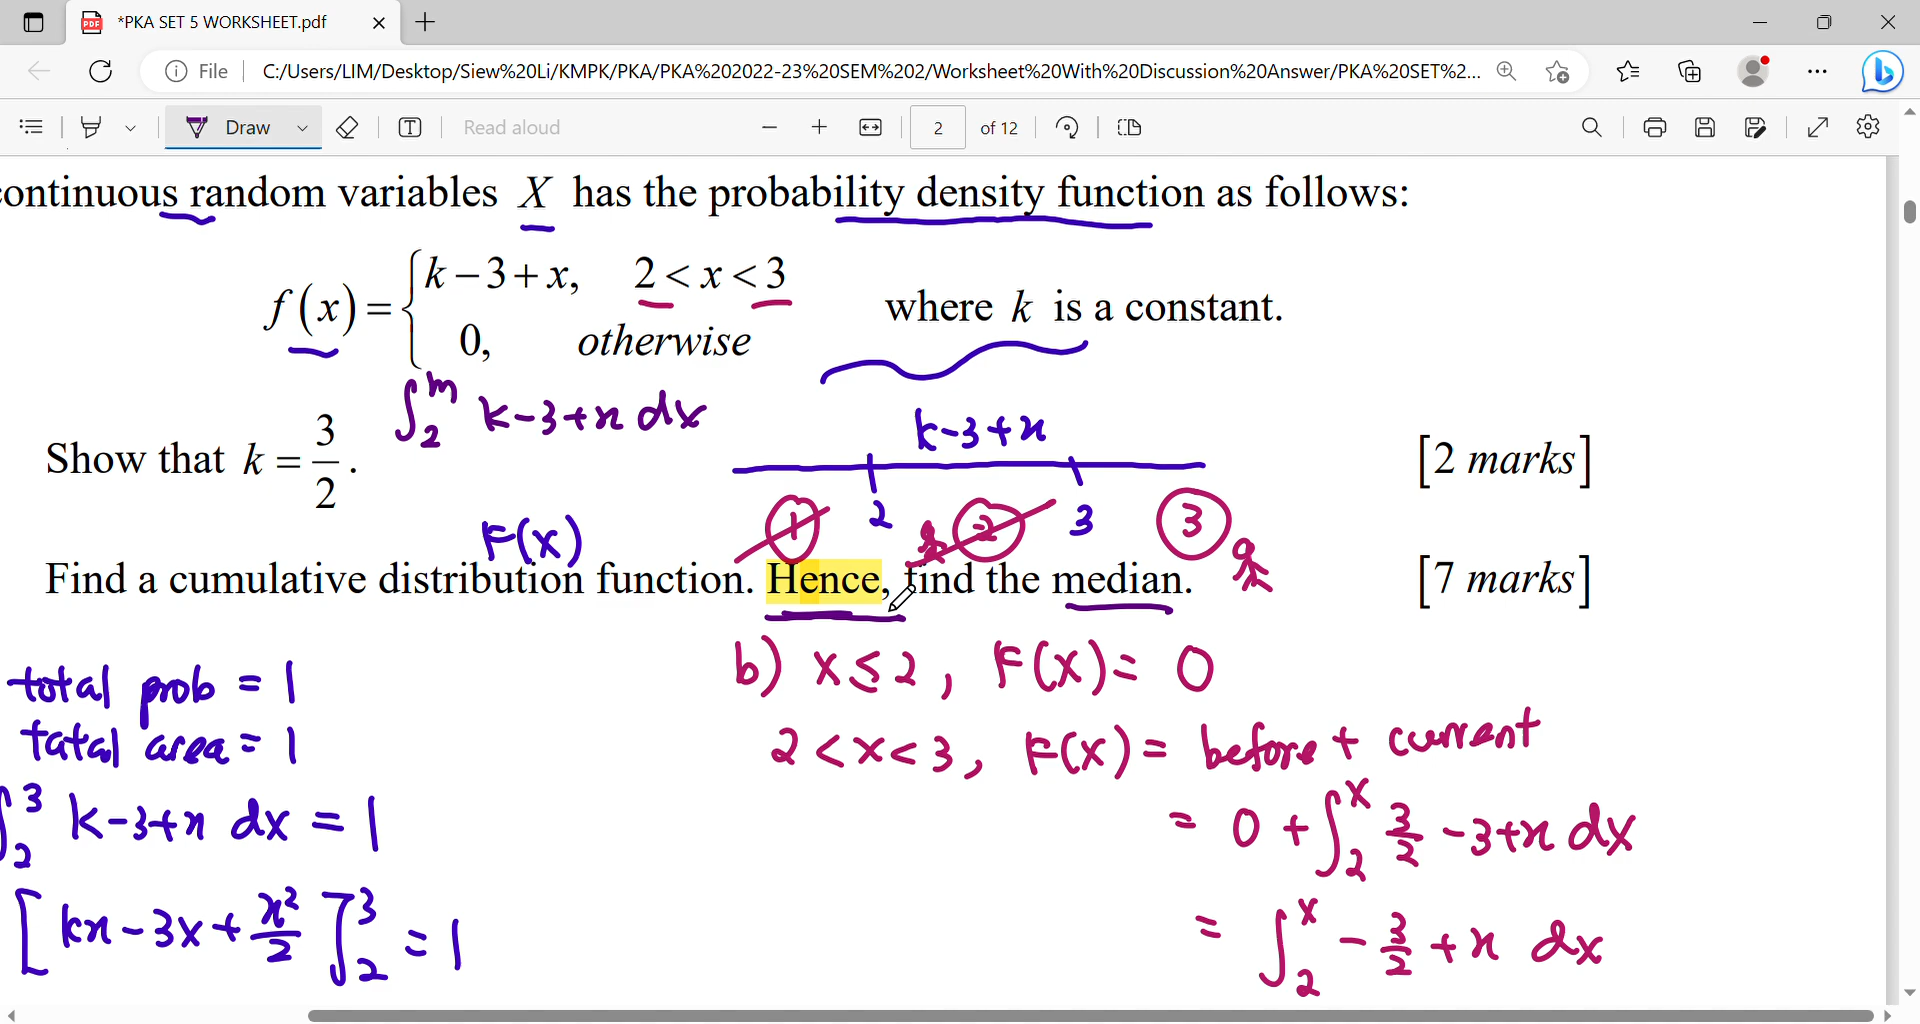 *PKA SET 5 WORKSHEET.pdf
File | C:/Users/LIM/Desktop/Siew%20Li/KMPK/PKA/PKA%202022-23%20SEM%202/Worksheet%20With%20Discussion%20Answer/PKA%20SET%2...
Draw Read aloud 2 of 12
continuous random variables X has the probability density function as follows:
f(x) = { k − 3 + x, 2 < x < 3
0, otherwise
where k is a constant.
∫₂ᵐ k-3+x dx
k-3+x
Show that k = 3/2. [2 marks]
1 2 2 3 3
F(x)
Find a cumulative distribution function. Hence, find the median. [7 marks]
b) x ≤ 2, F(x) = 0
total prob = 1
2 < x < 3, F(x) = before + current
total area = 1
∫₂³ k-3+x dx = 1
= 0 + ∫₂ˣ 3/2 - 3 + x dx
[kx - 3x + x²/2]₂³ = 1
= ∫₂ˣ - 3/2 + x dx